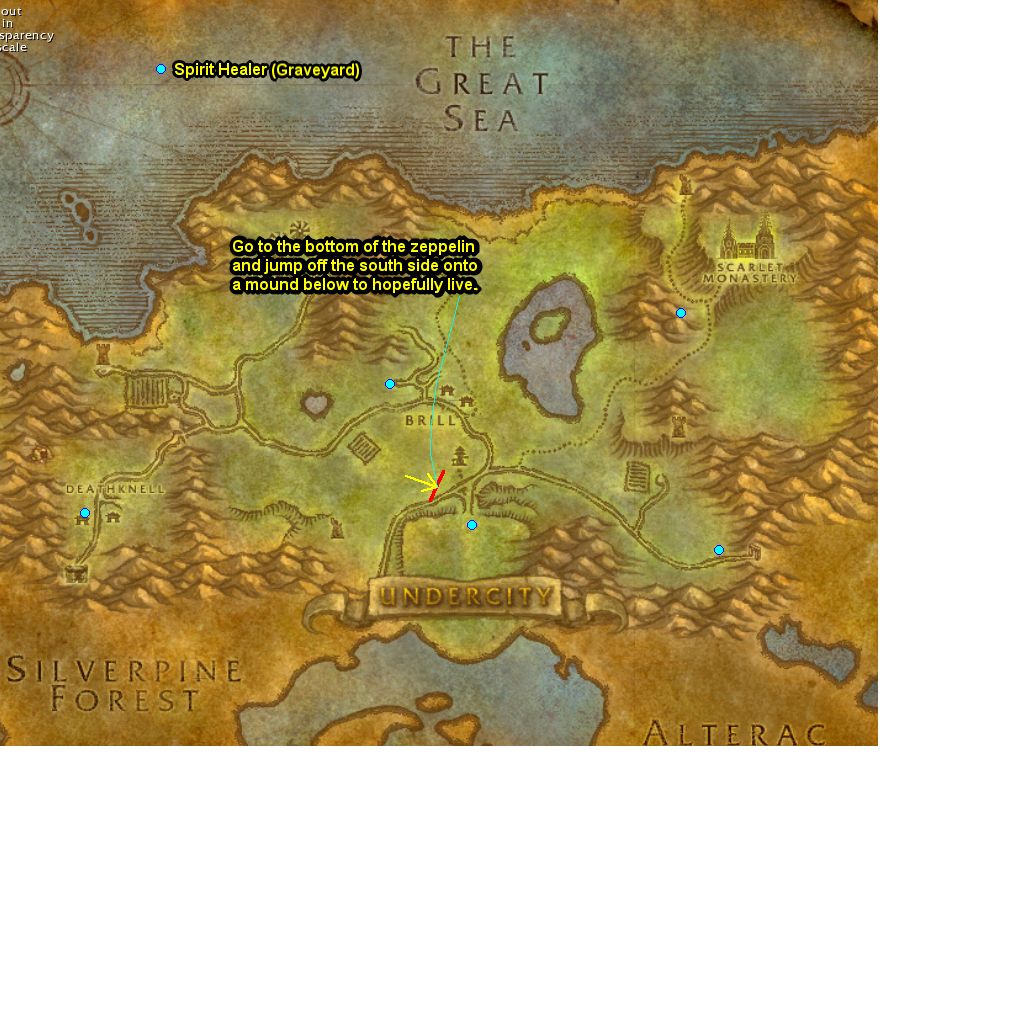 out
in
sparency
scale
THE
GREAT
SEA
Spirit Healer (Graveyard)
Go to the bottom of the zeppelin
and jump off the south side onto
a mound below to hopefully live.
SCARLET
MONASTERY
BRILL
DEATHKNELL
UNDERCITY
SILVERPINE
FOREST
ALTERAC